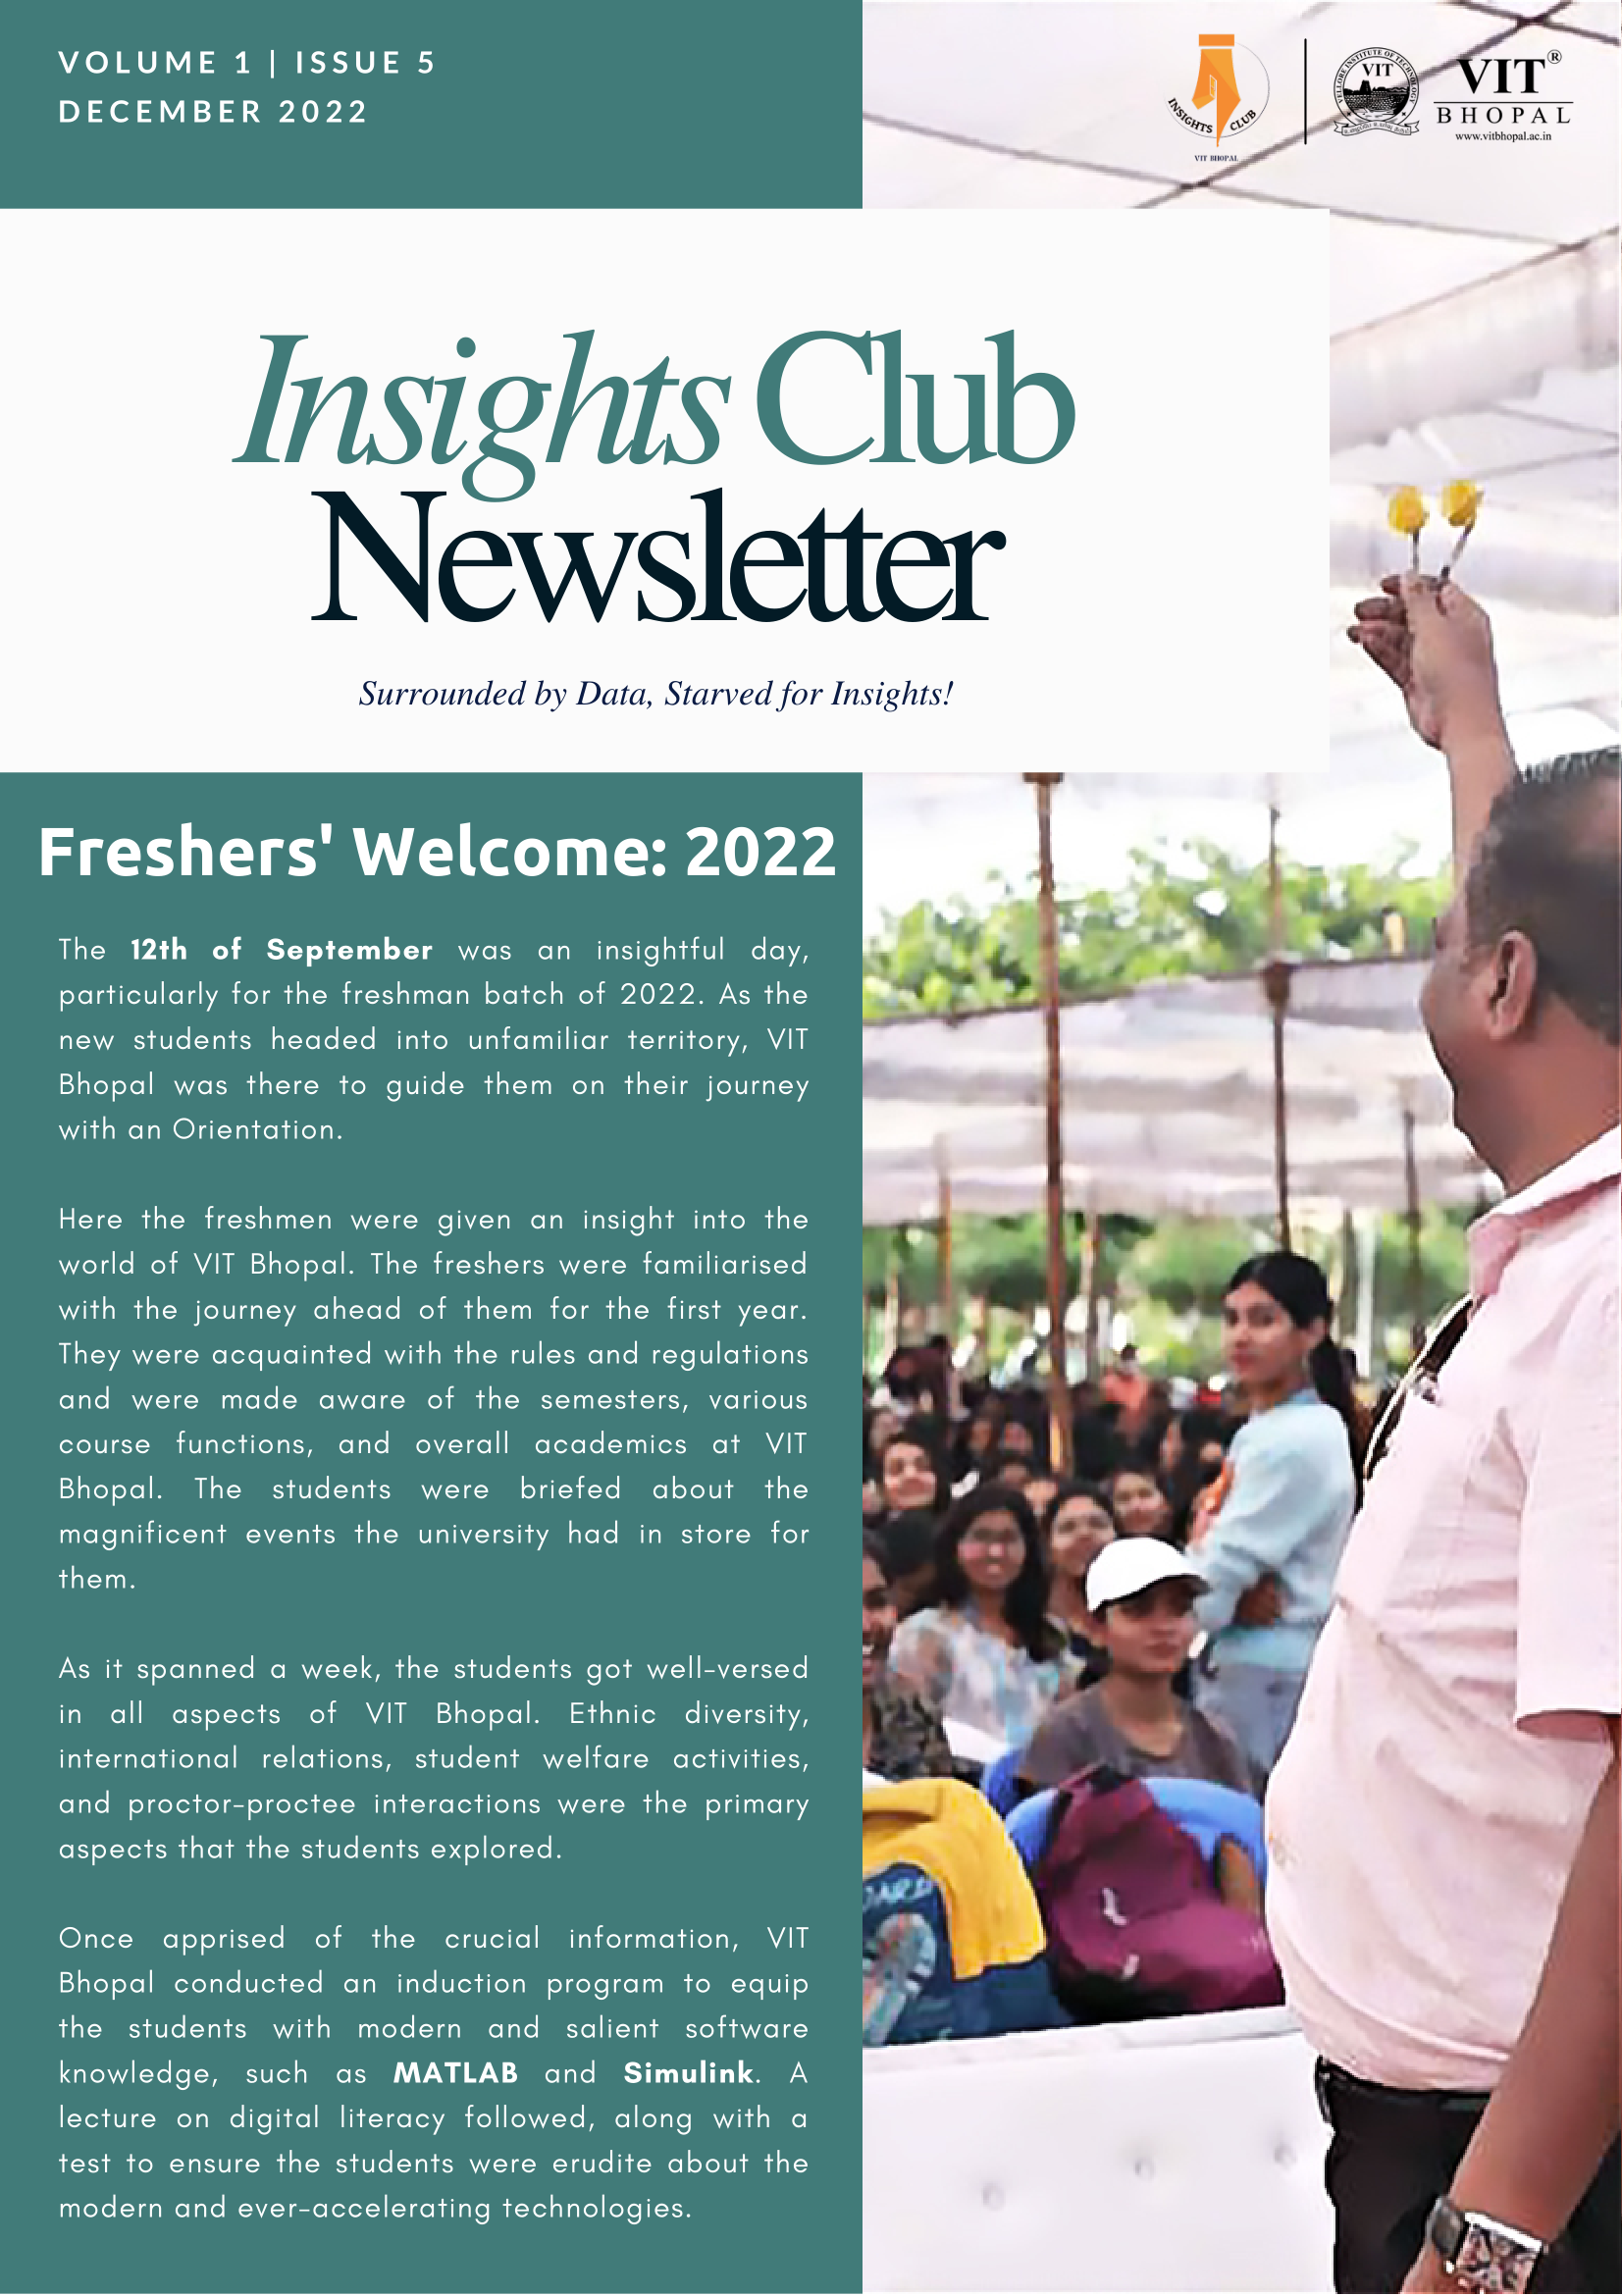 VOLUME 1 | ISSUE 5
DECEMBER 2022
INSIGHTS CLUB
VIT BHOPAL
VELLORE INSTITUTE OF TECHNOLOGY
VIT
VIT®
BHOPAL
www.vitbhopal.ac.in
Insights Club
Newsletter
Surrounded by Data, Starved for Insights!
Freshers' Welcome: 2022
The 12th of September was an insightful day,
particularly for the freshman batch of 2022. As the
new students headed into unfamiliar territory, VIT
Bhopal was there to guide them on their journey
with an Orientation.
Here the freshmen were given an insight into the
world of VIT Bhopal. The freshers were familiarised
with the journey ahead of them for the first year.
They were acquainted with the rules and regulations
and were made aware of the semesters, various
course functions, and overall academics at VIT
Bhopal. The students were briefed about the
magnificent events the university had in store for
them.
As it spanned a week, the students got well-versed
in all aspects of VIT Bhopal. Ethnic diversity,
international relations, student welfare activities,
and proctor-proctee interactions were the primary
aspects that the students explored.
Once apprised of the crucial information, VIT
Bhopal conducted an induction program to equip
the students with modern and salient software
knowledge, such as MATLAB and Simulink. A
lecture on digital literacy followed, along with a
test to ensure the students were erudite about the
modern and ever-accelerating technologies.